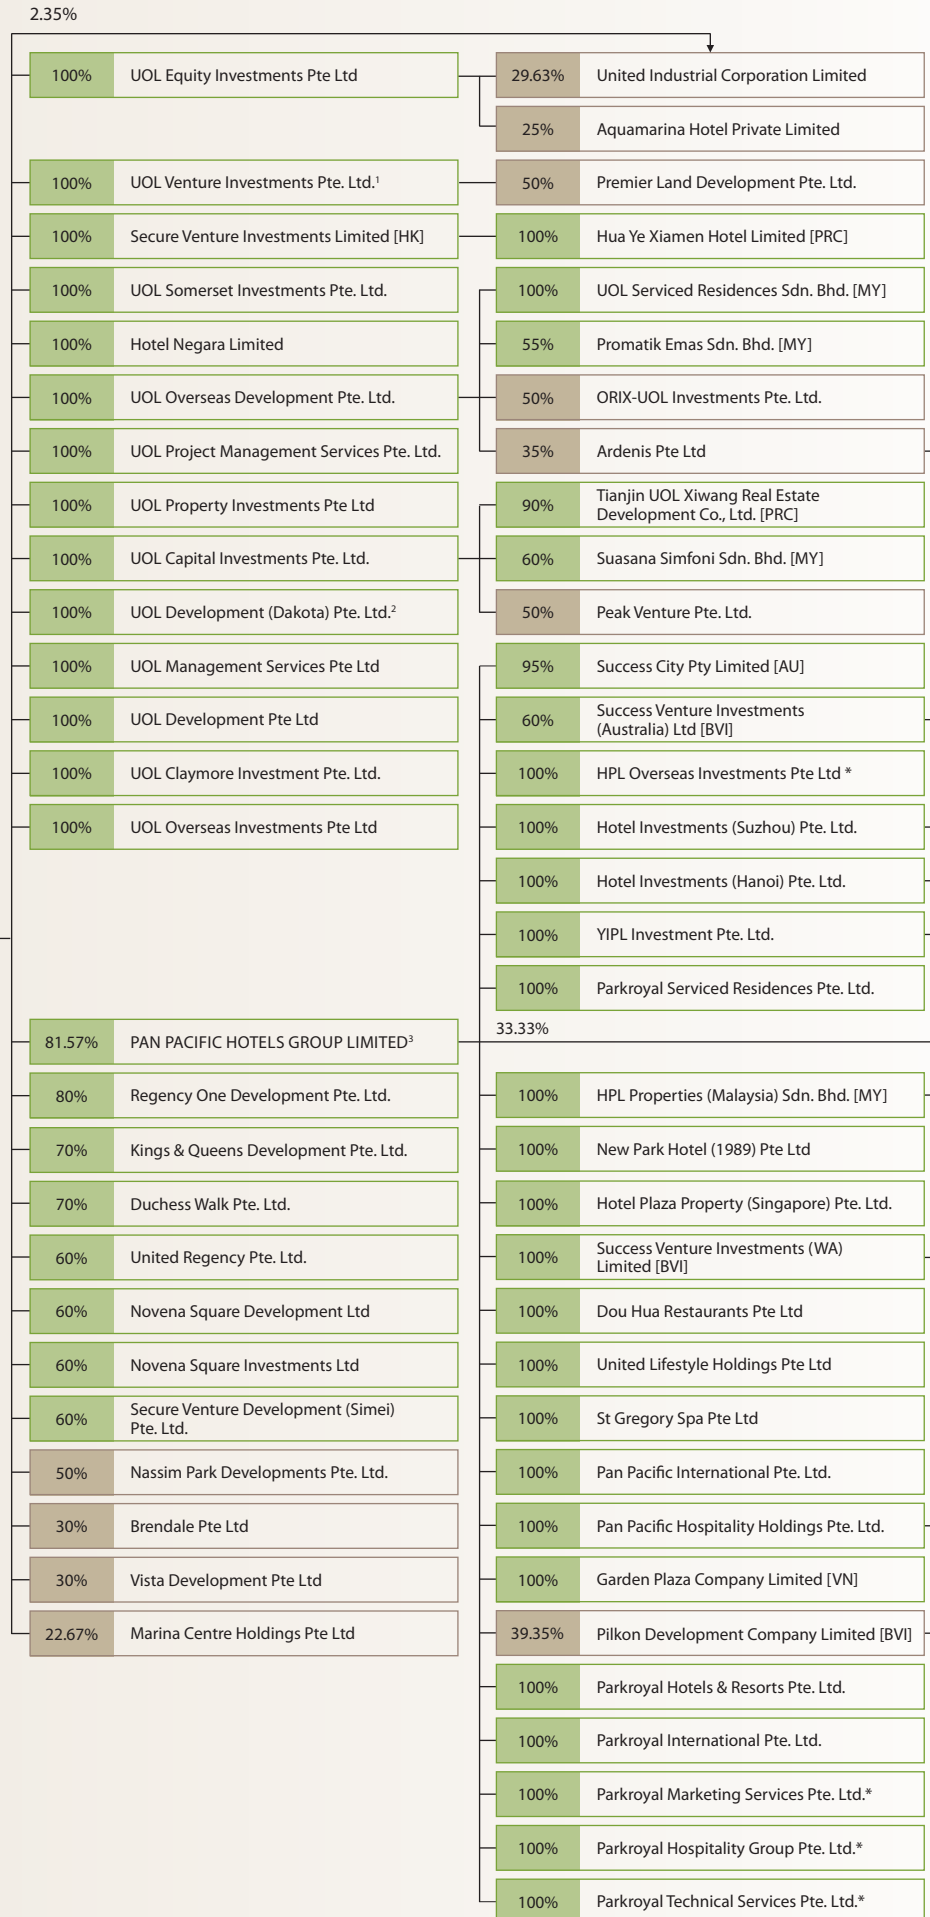 2.35%
100% UOL Equity Investments Pte Ltd
29.63% United Industrial Corporation Limited
25% Aquamarina Hotel Private Limited
100% UOL Venture Investments Pte. Ltd.¹
50% Premier Land Development Pte. Ltd.
100% Secure Venture Investments Limited [HK]
100% Hua Ye Xiamen Hotel Limited [PRC]
100% UOL Somerset Investments Pte. Ltd.
100% UOL Serviced Residences Sdn. Bhd. [MY]
100% Hotel Negara Limited
55% Promatik Emas Sdn. Bhd. [MY]
100% UOL Overseas Development Pte. Ltd.
50% ORIX-UOL Investments Pte. Ltd.
100% UOL Project Management Services Pte. Ltd.
35% Ardenis Pte Ltd
100% UOL Property Investments Pte Ltd
90% Tianjin UOL Xiwang Real Estate
Development Co., Ltd. [PRC]
100% UOL Capital Investments Pte. Ltd.
60% Suasana Simfoni Sdn. Bhd. [MY]
100% UOL Development (Dakota) Pte. Ltd.²
50% Peak Venture Pte. Ltd.
100% UOL Management Services Pte Ltd
95% Success City Pty Limited [AU]
100% UOL Development Pte Ltd
60% Success Venture Investments
(Australia) Ltd [BVI]
100% UOL Claymore Investment Pte. Ltd.
100% HPL Overseas Investments Pte Ltd *
100% UOL Overseas Investments Pte Ltd
100% Hotel Investments (Suzhou) Pte. Ltd.
100% Hotel Investments (Hanoi) Pte. Ltd.
100% YIPL Investment Pte. Ltd.
100% Parkroyal Serviced Residences Pte. Ltd.
81.57% PAN PACIFIC HOTELS GROUP LIMITED³
33.33%
80% Regency One Development Pte. Ltd.
100% HPL Properties (Malaysia) Sdn. Bhd. [MY]
70% Kings & Queens Development Pte. Ltd.
100% New Park Hotel (1989) Pte Ltd
70% Duchess Walk Pte. Ltd.
100% Hotel Plaza Property (Singapore) Pte. Ltd.
60% United Regency Pte. Ltd.
100% Success Venture Investments (WA)
Limited [BVI]
60% Novena Square Development Ltd
100% Dou Hua Restaurants Pte Ltd
60% Novena Square Investments Ltd
100% United Lifestyle Holdings Pte Ltd
60% Secure Venture Development (Simei)
Pte. Ltd.
100% St Gregory Spa Pte Ltd
50% Nassim Park Developments Pte. Ltd.
100% Pan Pacific International Pte. Ltd.
30% Brendale Pte Ltd
100% Pan Pacific Hospitality Holdings Pte. Ltd.
30% Vista Development Pte Ltd
100% Garden Plaza Company Limited [VN]
22.67% Marina Centre Holdings Pte Ltd
39.35% Pilkon Development Company Limited [BVI]
100% Parkroyal Hotels & Resorts Pte. Ltd.
100% Parkroyal International Pte. Ltd.
100% Parkroyal Marketing Services Pte. Ltd.*
100% Parkroyal Hospitality Group Pte. Ltd.*
100% Parkroyal Technical Services Pte. Ltd.*